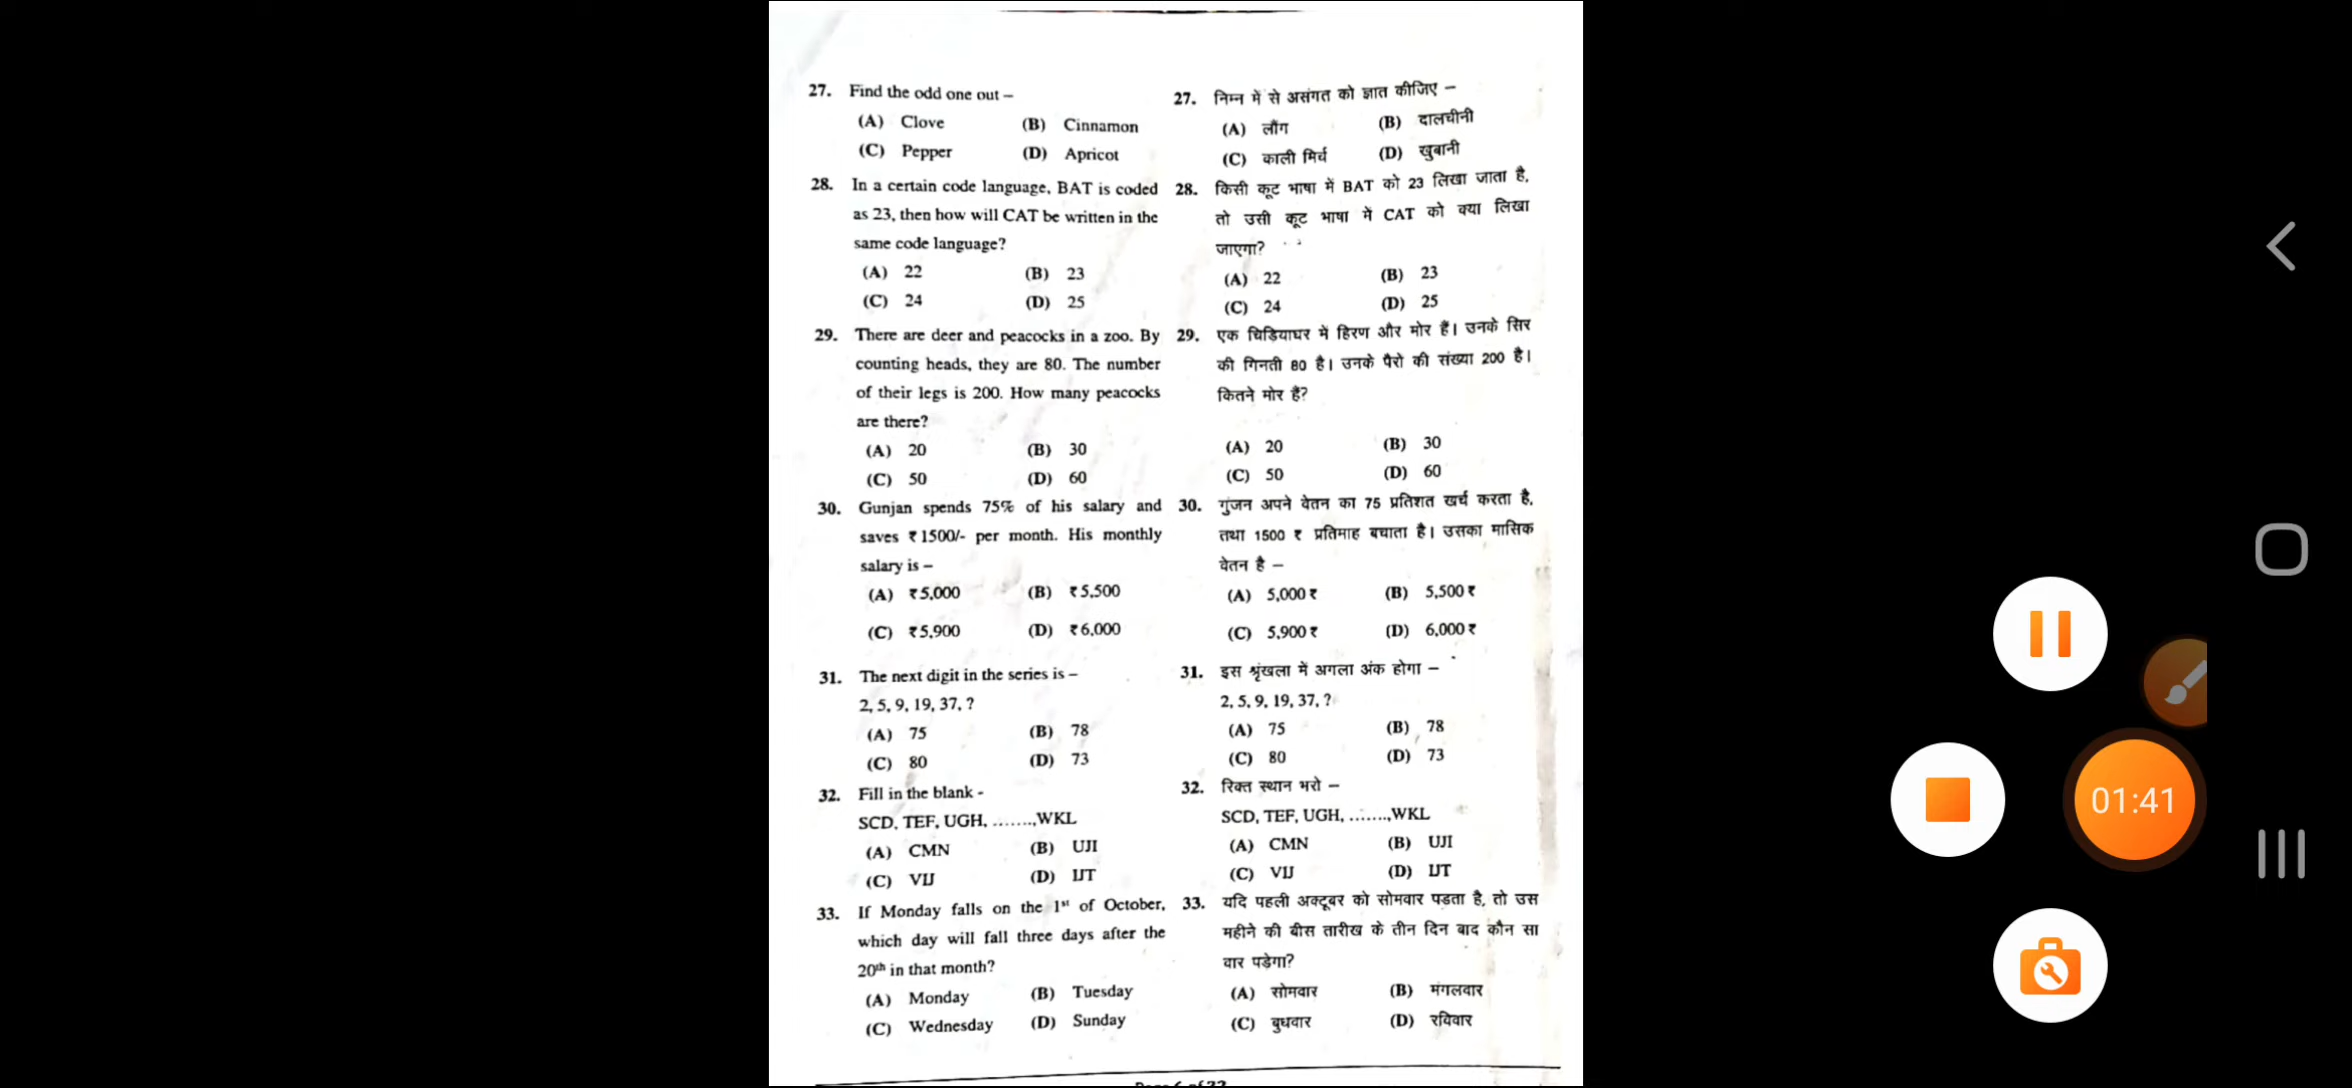 27. Find the odd one out –
(A) Clove (B) Cinnamon
(C) Pepper (D) Apricot
28. In a certain code language, BAT is coded
as 23, then how will CAT be written in the
same code language?
(A) 22 (B) 23
(C) 24 (D) 25
29. There are deer and peacocks in a zoo. By
counting heads, they are 80. The number
of their legs is 200. How many peacocks
are there?
(A) 20 (B) 30
(C) 50 (D) 60
30. Gunjan spends 75% of his salary and
saves ₹ 1500/- per month. His monthly
salary is –
(A) ₹ 5,000 (B) ₹ 5,500
(C) ₹ 5,900 (D) ₹ 6,000
31. The next digit in the series is –
2, 5, 9, 19, 37, ?
(A) 75 (B) 78
(C) 80 (D) 73
32. Fill in the blank -
SCD, TEF, UGH, .......,WKL
(A) CMN (B) UJI
(C) VIJ (D) IJT
33. If Monday falls on the 1st of October,
which day will fall three days after the
20th in that month?
(A) Monday (B) Tuesday
(C) Wednesday (D) Sunday
27. निम्न में से असंगत को ज्ञात कीजिए –
(A) लौंग (B) दालचीनी
(C) काली मिर्च (D) खुबानी
28. किसी कूट भाषा में BAT को 23 लिखा जाता है,
तो उसी कूट भाषा में CAT को क्या लिखा
जाएगा?
(A) 22 (B) 23
(C) 24 (D) 25
29. एक चिड़ियाघर में हिरण और मोर हैं। उनके सिर
की गिनती 80 है। उनके पैरो की संख्या 200 है।
कितने मोर हैं?
(A) 20 (B) 30
(C) 50 (D) 60
30. गुंजन अपने वेतन का 75 प्रतिशत खर्च करता है,
तथा 1500 ₹ प्रतिमाह बचाता है। उसका मासिक
वेतन है –
(A) 5,000 ₹ (B) 5,500 ₹
(C) 5,900 ₹ (D) 6,000 ₹
31. इस श्रृंखला में अगला अंक होगा –
2, 5, 9, 19, 37, ?
(A) 75 (B) 78
(C) 80 (D) 73
32. रिक्त स्थान भरो –
SCD, TEF, UGH, .......,WKL
(A) CMN (B) UJI
(C) VIJ (D) IJT
33. यदि पहली अक्टूबर को सोमवार पडता है, तो उस
महीने की बीस तारीख के तीन दिन बाद कौन सा
वार पड़ेगा?
(A) सोमवार (B) मंगलवार
(C) बुधवार (D) रविवार
01:41